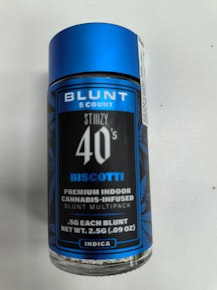 BLUNT
5 COUNT
STIIIZY
40's
BISCOTTI
PREMIUM INDOOR
CANNABIS-INFUSED
BLUNT MULTIPACK
.5G EACH BLUNT
NET WT. 2.5G (.09 OZ)
INDICA